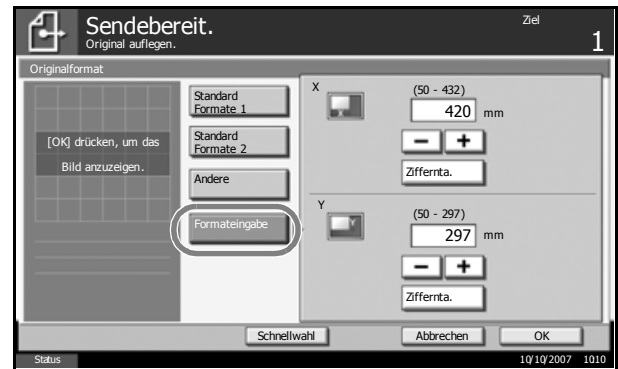 Sendebereit.
Original auflegen.
Ziel
1
Originalformat
[OK] drücken, um das
Bild anzuzeigen.
Standard
Formate 1
Standard
Formate 2
Andere
Formateingabe
X
(50 - 432)
420 mm
− +
Ziffernta.
Y
(50 - 297)
297 mm
− +
Ziffernta.
Schnellwahl
Abbrechen
OK
Status
10/10/2007 10:10